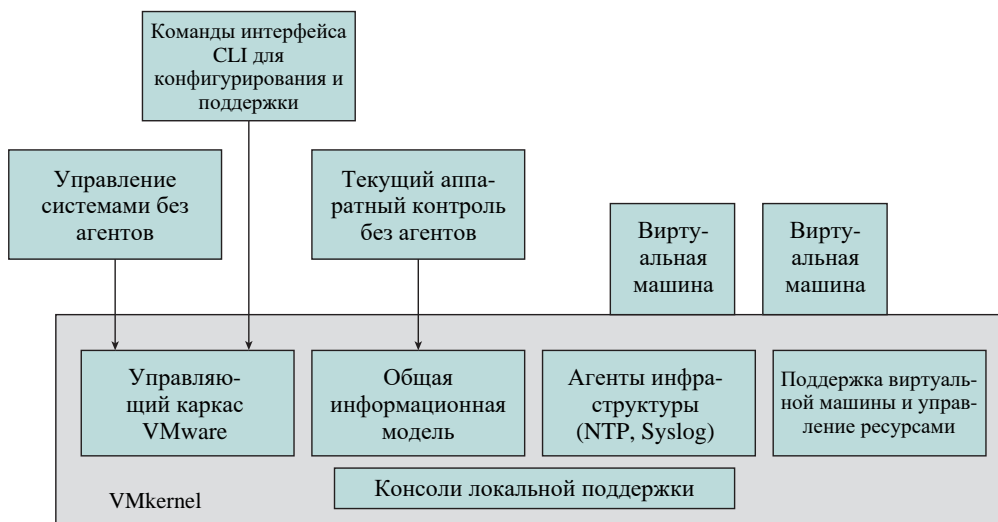 Команды интерфейса
CLI для
конфигурирования и
поддержки
Управление
системами без
агентов
Текущий аппа-
ратный контроль
без агентов
Вирту-
альная
машина
Вирту-
альная
машина
Управляю-
щий каркас
VMware
Общая
информационная
модель
Агенты инфра-
структуры
(NTP, Syslog)
Поддержка виртуаль-
ной машины и управ-
ление ресурсами
Консоли локальной поддержки
VMkernel